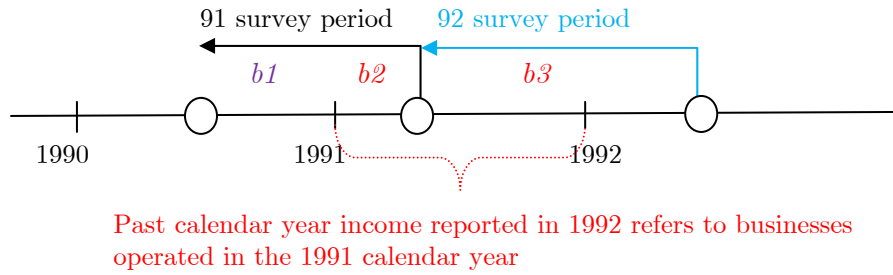 91 survey period
92 survey period
b1
b2
b3
1990
1991
1992
Past calendar year income reported in 1992 refers to businesses
operated in the 1991 calendar year